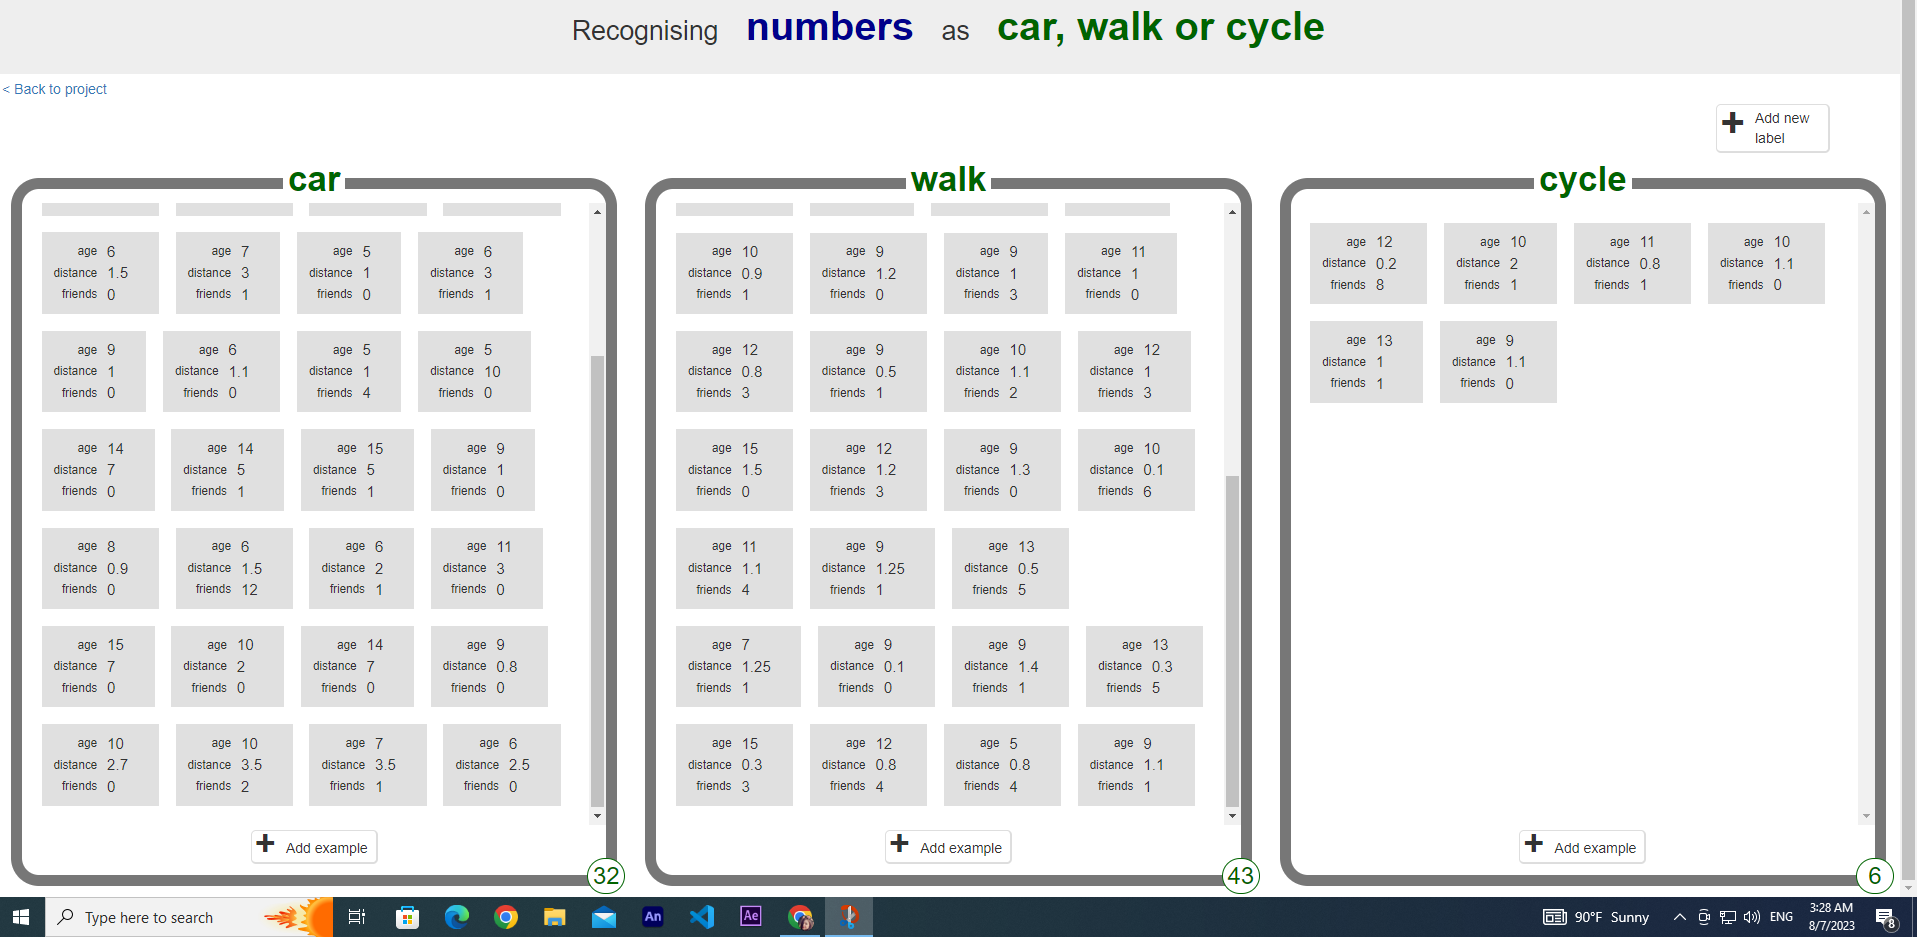 Recognising numbers as car, walk or cycle
< Back to project
Add new
label
car
age 6 age 7 age 5 age 6
distance 1.5 distance 3 distance 1 distance 3
friends 0 friends 1 friends 0 friends 1
age 9 age 6 age 5 age 5
distance 1 distance 1.1 distance 1 distance 10
friends 0 friends 0 friends 4 friends 0
age 14 age 14 age 15 age 9
distance 7 distance 5 distance 5 distance 1
friends 0 friends 1 friends 1 friends 0
age 8 age 6 age 6 age 11
distance 0.9 distance 1.5 distance 2 distance 3
friends 0 friends 12 friends 1 friends 0
age 15 age 10 age 14 age 9
distance 7 distance 2 distance 7 distance 0.8
friends 0 friends 0 friends 0 friends 0
age 10 age 10 age 7 age 6
distance 2.7 distance 3.5 distance 3.5 distance 2.5
friends 0 friends 2 friends 1 friends 0
Add example
32
walk
age 10 age 9 age 9 age 11
distance 0.9 distance 1.2 distance 1 distance 1
friends 1 friends 0 friends 3 friends 0
age 12 age 9 age 10 age 12
distance 0.8 distance 0.5 distance 1.1 distance 1
friends 3 friends 1 friends 2 friends 3
age 15 age 12 age 9 age 10
distance 1.5 distance 1.2 distance 1.3 distance 0.1
friends 0 friends 3 friends 0 friends 6
age 11 age 9 age 13
distance 1.1 distance 1.25 distance 0.5
friends 4 friends 1 friends 5
age 7 age 9 age 9 age 13
distance 1.25 distance 0.1 distance 1.4 distance 0.3
friends 1 friends 0 friends 1 friends 5
age 15 age 12 age 5 age 9
distance 0.3 distance 0.8 distance 0.8 distance 1.1
friends 3 friends 4 friends 4 friends 1
Add example
43
cycle
age 12 age 10 age 11 age 10
distance 0.2 distance 2 distance 0.8 distance 1.1
friends 8 friends 1 friends 1 friends 0
age 13 age 9
distance 1 distance 1.1
friends 1 friends 0
Add example
6
Type here to search
An
Ae
90°F Sunny
ENG
3:28 AM
8/7/2023
8